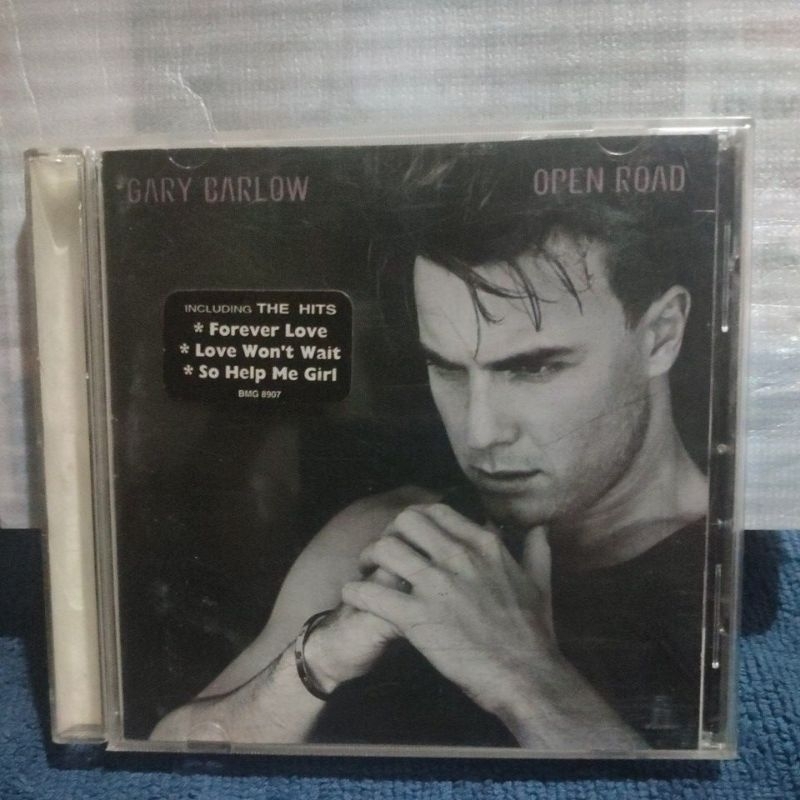 GARY BARLOW
OPEN ROAD
INCLUDING THE HITS
* Forever Love
* Love Won't Wait
* So Help Me Girl
BMG 8907